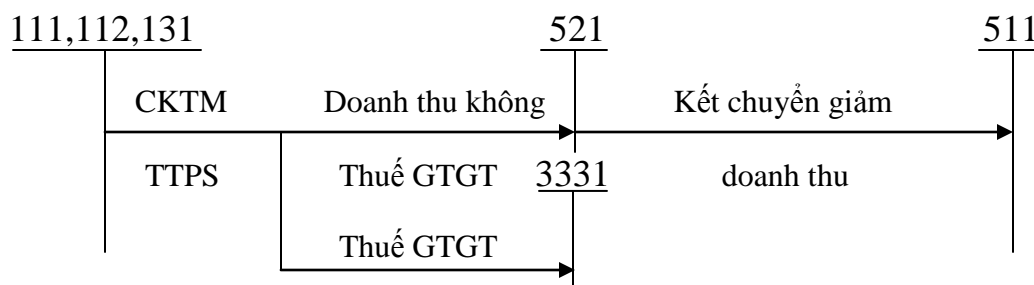 111,112,131 521 511
CKTM Doanh thu không Kết chuyển giảm
TTPS Thuế GTGT 3331 doanh thu
Thuế GTGT